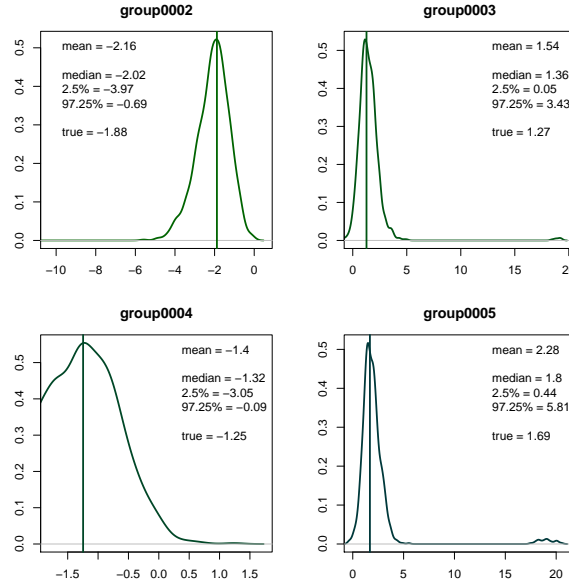 group0002
group0003
mean = −2.16
median = −2.02
2.5% = −3.97
97.25% = −0.69
true = −1.88
0.0 0.1 0.2 0.3 0.4 0.5
−10 −8 −6 −4 −2 0
mean = 1.54
median = 1.36
2.5% = 0.05
97.25% = 3.43
true = 1.27
0.0 0.1 0.2 0.3 0.4 0.5
0 5 10 15 20
group0004
group0005
mean = −1.4
median = −1.32
2.5% = −3.05
97.25% = −0.09
true = −1.25
0.0 0.1 0.2 0.3 0.4 0.5
−1.5 −0.5 0.0 0.5 1.0 1.5
mean = 2.28
median = 1.8
2.5% = 0.44
97.25% = 5.81
true = 1.69
0.0 0.1 0.2 0.3 0.4 0.5
0 5 10 15 20